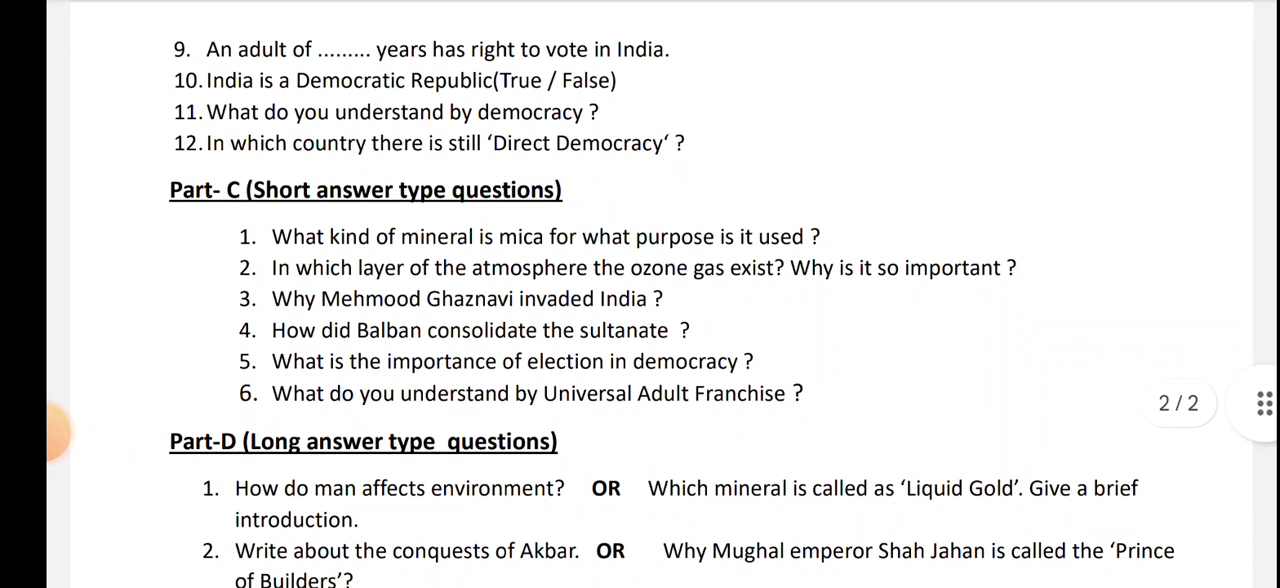 9. An adult of ......... years has right to vote in India.
10. India is a Democratic Republic(True / False)
11. What do you understand by democracy ?
12. In which country there is still ‘Direct Democracy‘ ?
Part- C (Short answer type questions)
1. What kind of mineral is mica for what purpose is it used ?
2. In which layer of the atmosphere the ozone gas exist? Why is it so important ?
3. Why Mehmood Ghaznavi invaded India ?
4. How did Balban consolidate the sultanate ?
5. What is the importance of election in democracy ?
6. What do you understand by Universal Adult Franchise ?
2 / 2
Part-D (Long answer type questions)
1. How do man affects environment? OR Which mineral is called as ‘Liquid Gold’. Give a brief
introduction.
2. Write about the conquests of Akbar. OR Why Mughal emperor Shah Jahan is called the ‘Prince
of Builders’?